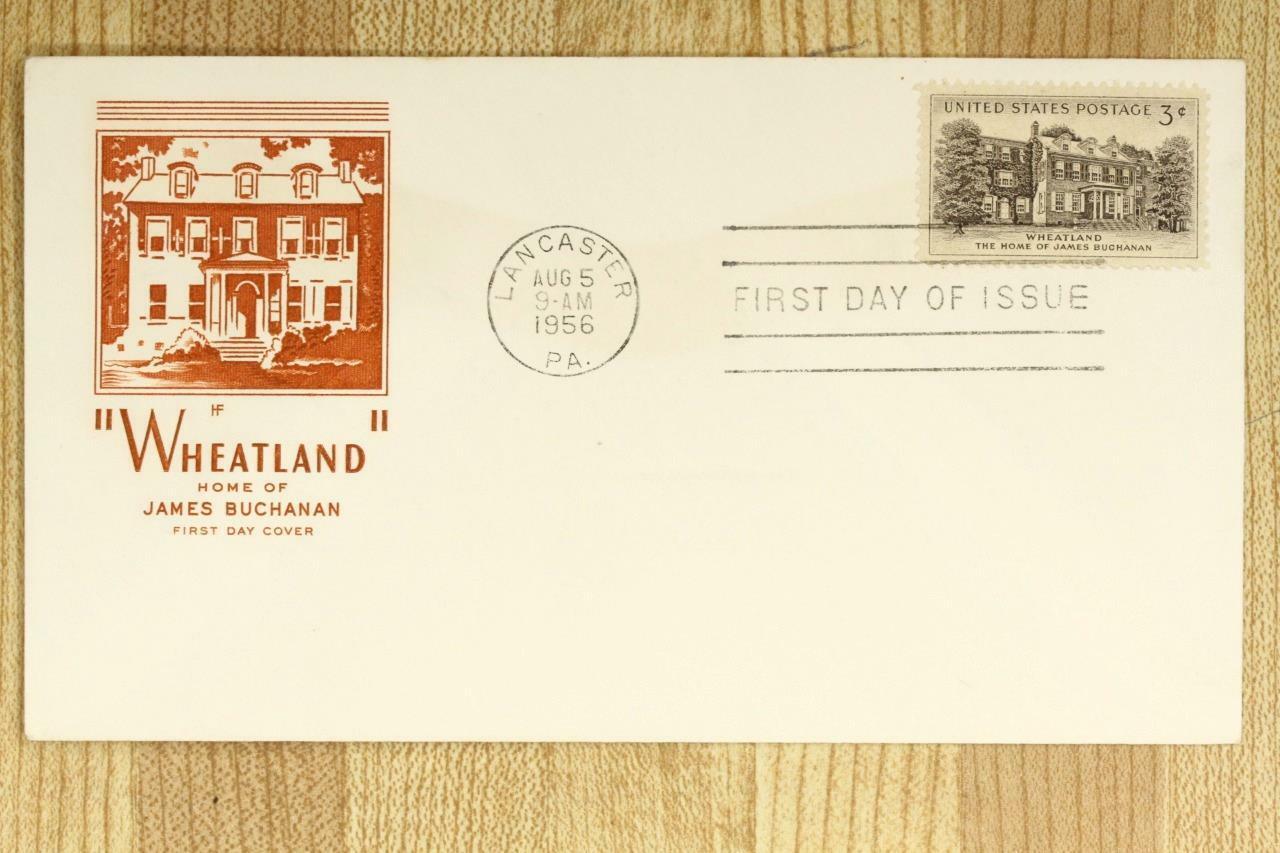 UNITED STATES POSTAGE 3¢
WHEATLAND
THE HOME OF JAMES BUCHANAN
LANCASTER
AUG 5
9-AM
1956
PA.
FIRST DAY OF ISSUE
HF
"WHEATLAND"
HOME OF
JAMES BUCHANAN
FIRST DAY COVER